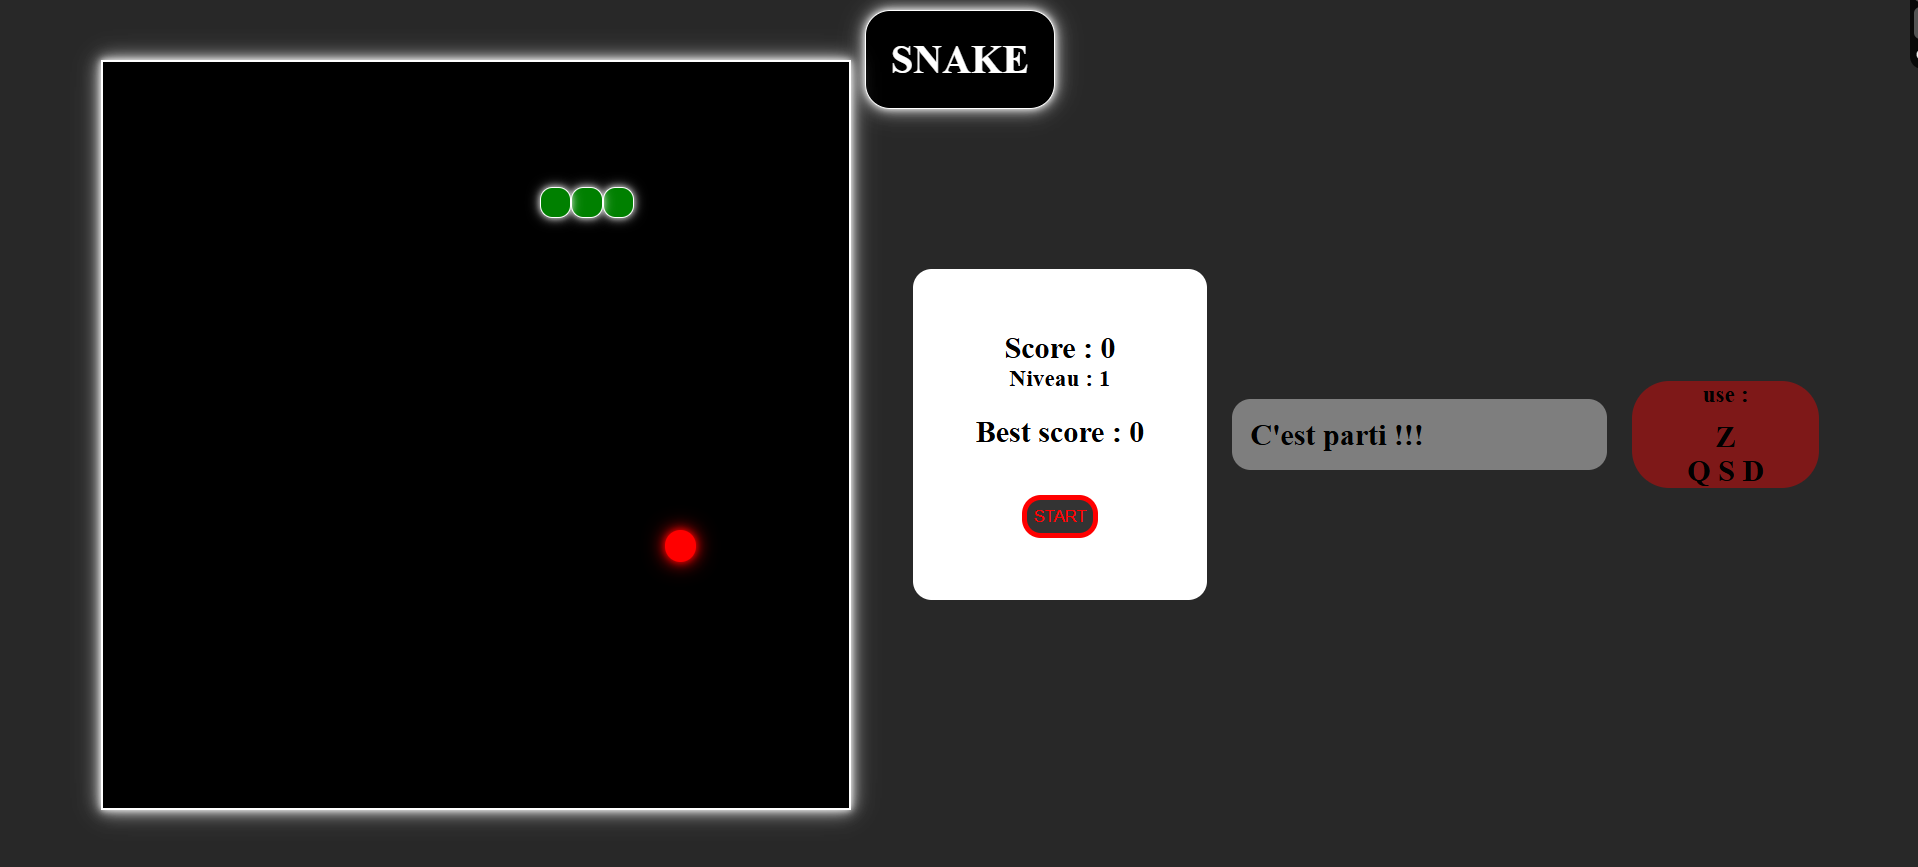 SNAKE
Score : 0
Niveau : 1
Best score : 0
START
C'est parti !!!
use :
Z
Q S D